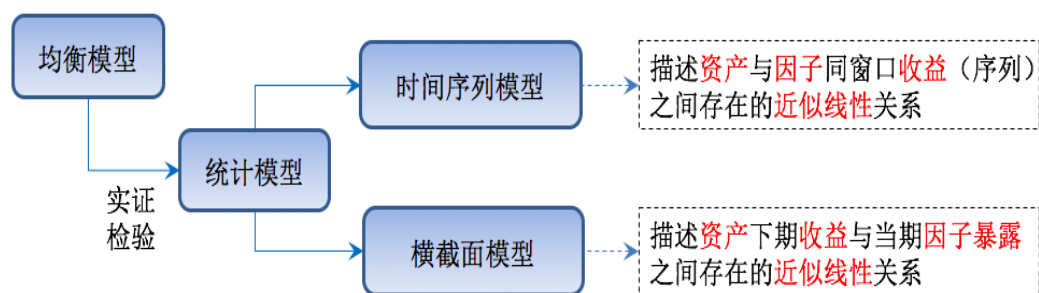 均衡模型
时间序列模型
描述资产与因子同窗口收益（序列）
之间存在的近似线性关系
统计模型
实证
检验
横截面模型
描述资产下期收益与当期因子暴露
之间存在的近似线性关系